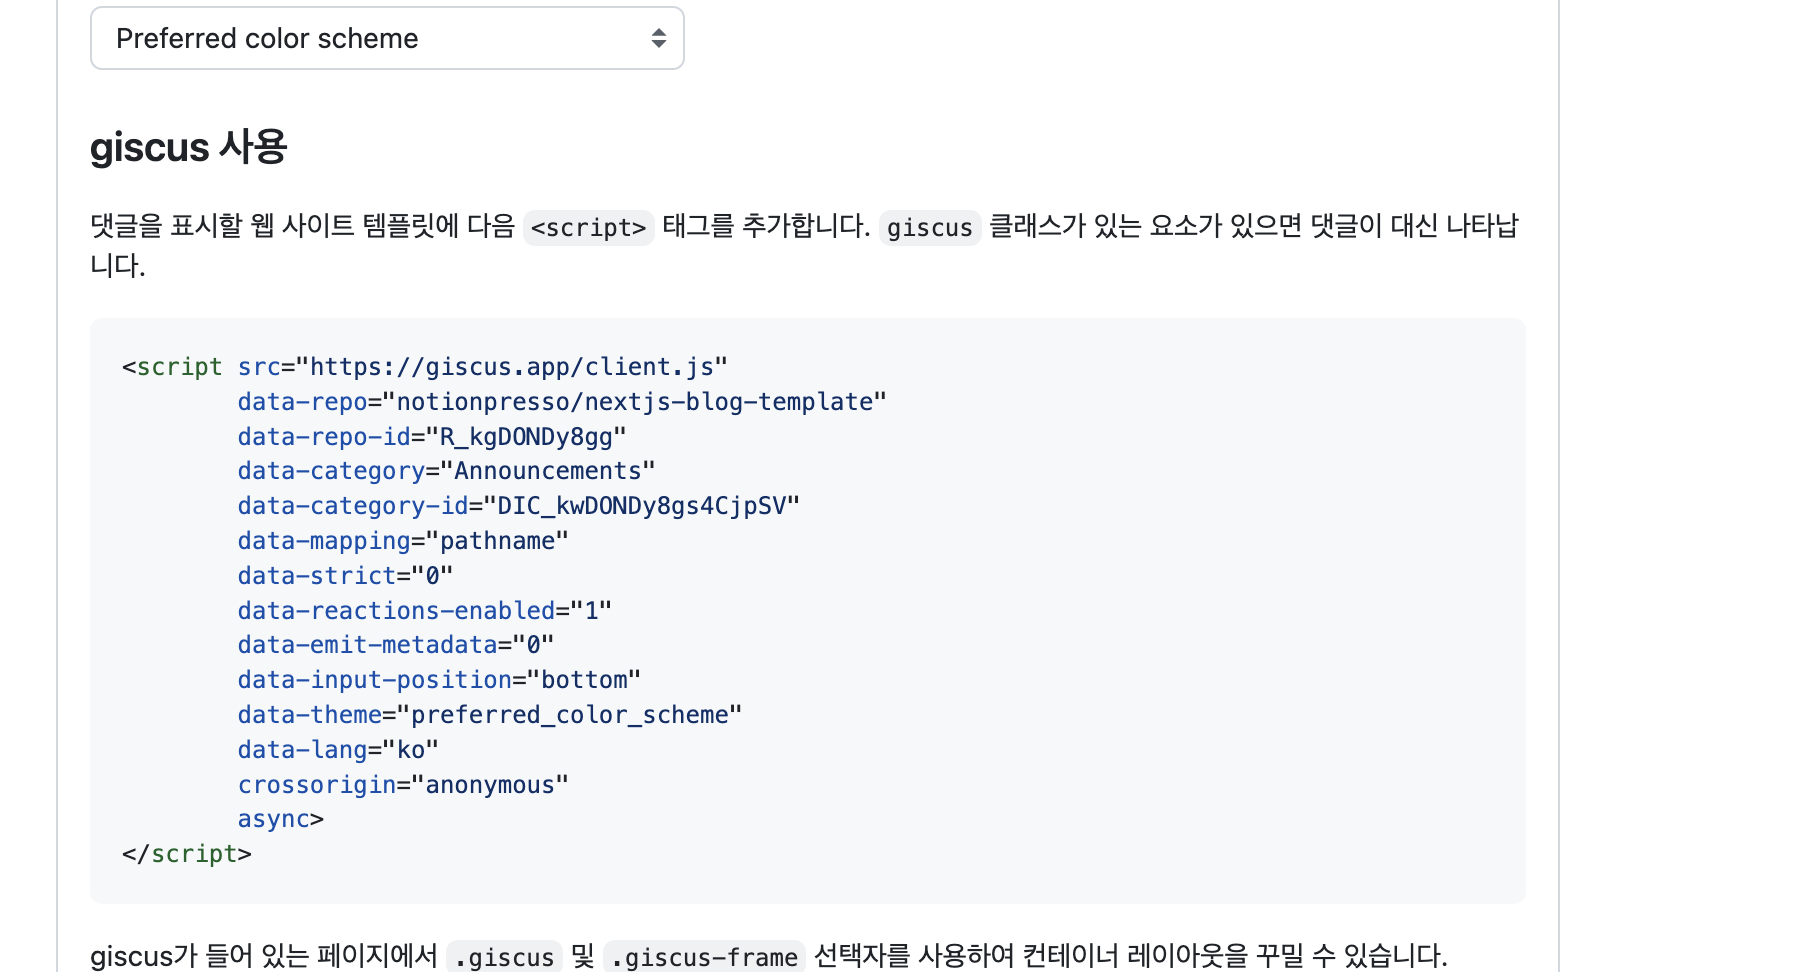 Preferred color scheme
giscus 사용
댓글을 표시할 웹 사이트 템플릿에 다음 <script> 태그를 추가합니다. giscus 클래스가 있는 요소가 있으면 댓글이 대신 나타납
니다.
<script src="https://giscus.app/client.js"
        data-repo="notionpresso/nextjs-blog-template"
        data-repo-id="R_kgDONDy8gg"
        data-category="Announcements"
        data-category-id="DIC_kwDONDy8gs4CjpSV"
        data-mapping="pathname"
        data-strict="0"
        data-reactions-enabled="1"
        data-emit-metadata="0"
        data-input-position="bottom"
        data-theme="preferred_color_scheme"
        data-lang="ko"
        crossorigin="anonymous"
        async>
</script>
giscus가 들어 있는 페이지에서 .giscus 및 .giscus-frame 선택자를 사용하여 컨테이너 레이아웃을 꾸밀 수 있습니다.